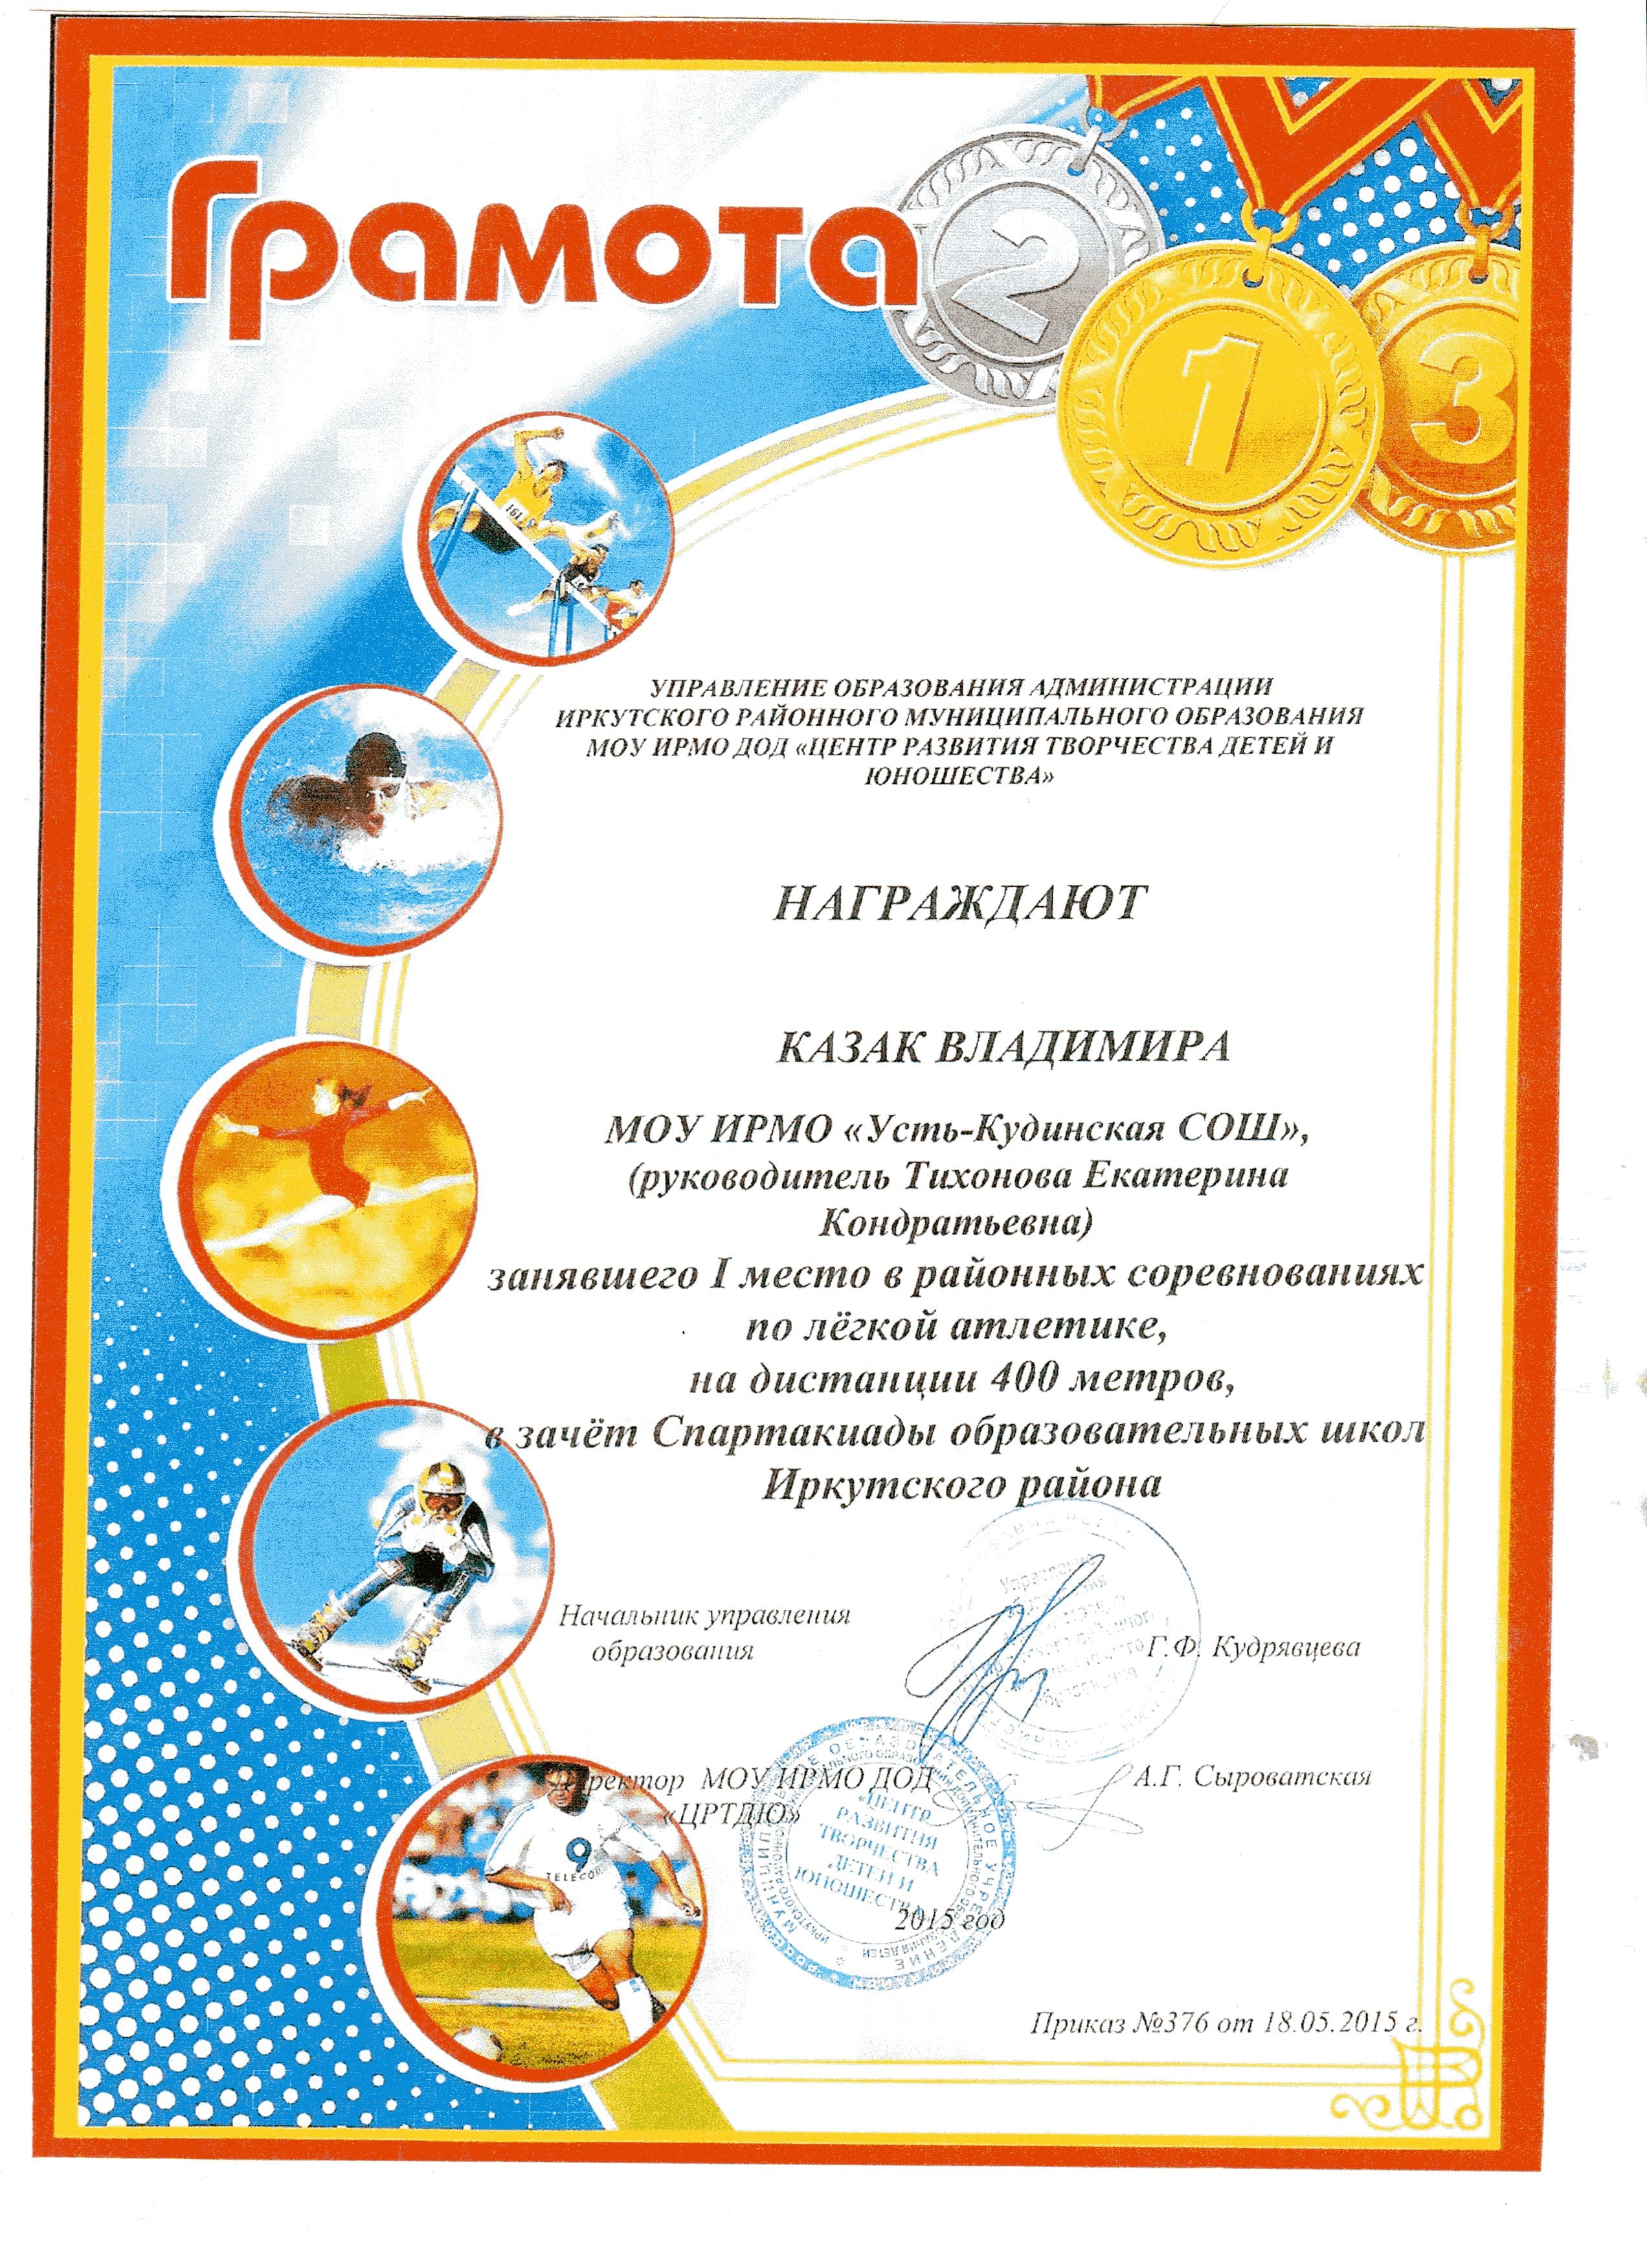 Грамота
2
1
3
161
УПРАВЛЕНИЕ ОБРАЗОВАНИЯ АДМИНИСТРАЦИИ
ИРКУТСКОГО РАЙОННОГО МУНИЦИПАЛЬНОГО ОБРАЗОВАНИЯ
МОУ ИРМО ДОД «ЦЕНТР РАЗВИТИЯ ТВОРЧЕСТВА ДЕТЕЙ И
ЮНОШЕСТВА»
НАГРАЖДАЮТ
КАЗАК ВЛАДИМИРА
МОУ ИРМО «Усть-Кудинская СОШ»,
(руководитель Тихонова Екатерина
Кондратьевна)
занявшего I место в районных соревнованиях
по лёгкой атлетике,
на дистанции 400 метров,
в зачёт Спартакиады образовательных школ
Иркутского района
Начальник управления
образования
Г.Ф. Кудрявцева
Директор МОУ ИРМО ДОД
«ЦРТДЮ»
А.Г. Сыроватская
9
TELECOM
«ЦЕНТР
РАЗВИТИЯ
ТВОРЧЕСТВА
ДЕТЕЙ И
ЮНОШЕСТВА
2015 год
Приказ №376 от 18.05.2015 г.